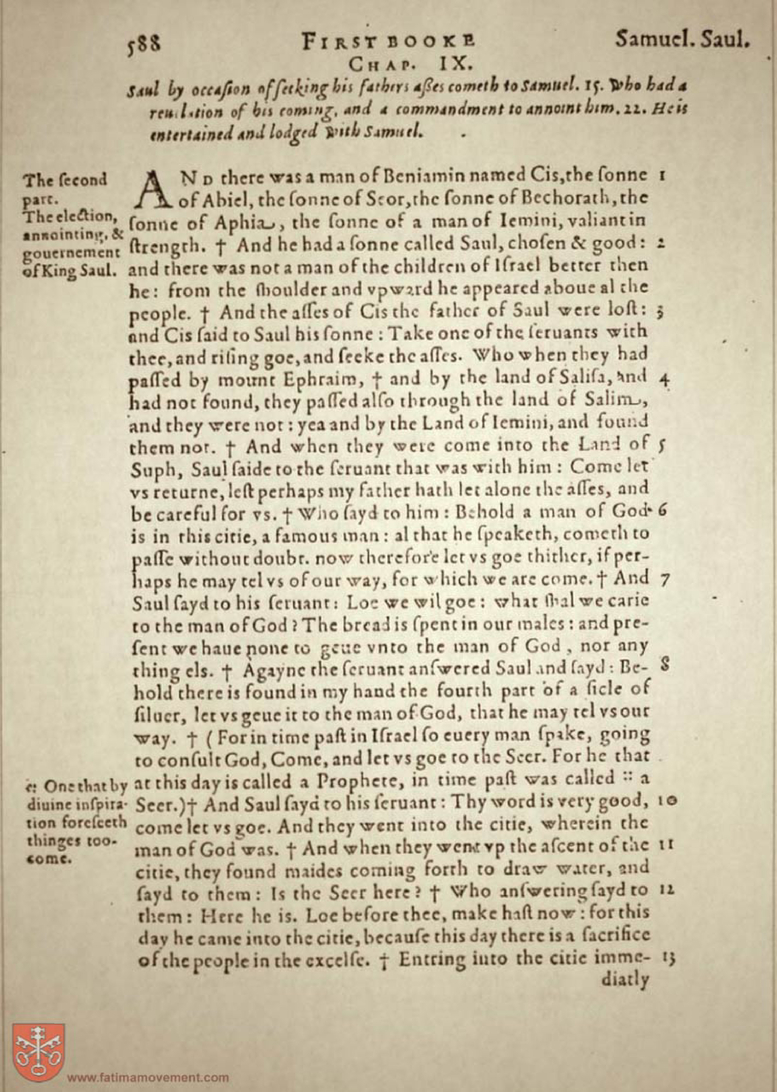 588 FIRST BOOKE Samuel. Saul.
CHAP. IX.
Saul by occaſion of ſeeking his fathers aſſes cometh to Samuel. 15. Who had a
reuelation of his coming, and a commandment to annoint him. 22. He is
entertained and lodged with Samuel.
The ſecond
part.
The election,
annointing, &
gouernement
of King Saul.
AND there was a man of Beniamin named Cis, the ſonne 1
of Abiel, the ſonne of Seor, the ſonne of Bechorath, the
ſonne of Aphia, the ſonne of a man of Iemini, valiant in
ſtrength. † And he had a ſonne called Saul, choſen & good: 2
and there was not a man of the children of Iſrael better then
he: from the ſhoulder and vpward he appeared aboue al the
people. † And the aſſes of Cis the father of Saul were loſt: 3
and Cis ſaid to Saul his ſonne: Take one of the ſeruants with
thee, and riſing goe, and ſeeke the aſſes. Who when they had
paſſed by mount Ephraim, † and by the land of Saliſa, and 4
had not found, they paſſed alſo through the land of Salim,
and they were not: yea and by the Land of Iemini, and found
them not. † And when they were come into the Land of 5
Suph, Saul ſaide to the ſeruant that was with him: Come let
vs returne, leſt perhaps my father hath let alone the aſſes, and
be careful for vs. † Who ſayd to him: Behold a man of God 6
is in this citie, a famous man: al that he ſpeaketh, cometh to
paſſe without doubt. now therefore let vs goe thither, if per-
haps he may tel vs of our way, for which we are come. † And 7
Saul ſayd to his ſeruant: Loe we wil goe: what ſhal we carie
to the man of God? The bread is ſpent in our males: and pre-
ſent we haue none to geue vnto the man of God, nor any
thing els. † Agayne the ſeruant anſwered Saul and ſayd: Be- 8
hold there is found in my hand the fourth part of a ſicle of
ſiluer, let vs geue it to the man of God, that he may tel vs our
way. † (For in time paſt in Iſrael ſo euery man ſpake, going
to conſult God, Come, and let vs goe to the Seer. For he that
at this day is called a Prophete, in time paſt was called :: a
Seer.) † And Saul ſayd to his ſeruant: Thy word is very good, 10
come let vs goe. And they went into the citie, wherein the
man of God was. † And when they went vp the aſcent of the 11
citie, they found maides coming forth to draw water, and
ſayd to them: Is the Seer here? † Who anſwering ſayd to 12
them: Here he is. Loe before thee, make haſt now: for this
day he came into the citie, becauſe this day there is a ſacrifice
of the people in the excelſe. † Entring into the citie imme- 13
diatly
:: One that by
diuine inſpira-
tion foreſeeth
thinges to o-
come.
www.fatimamovement.com